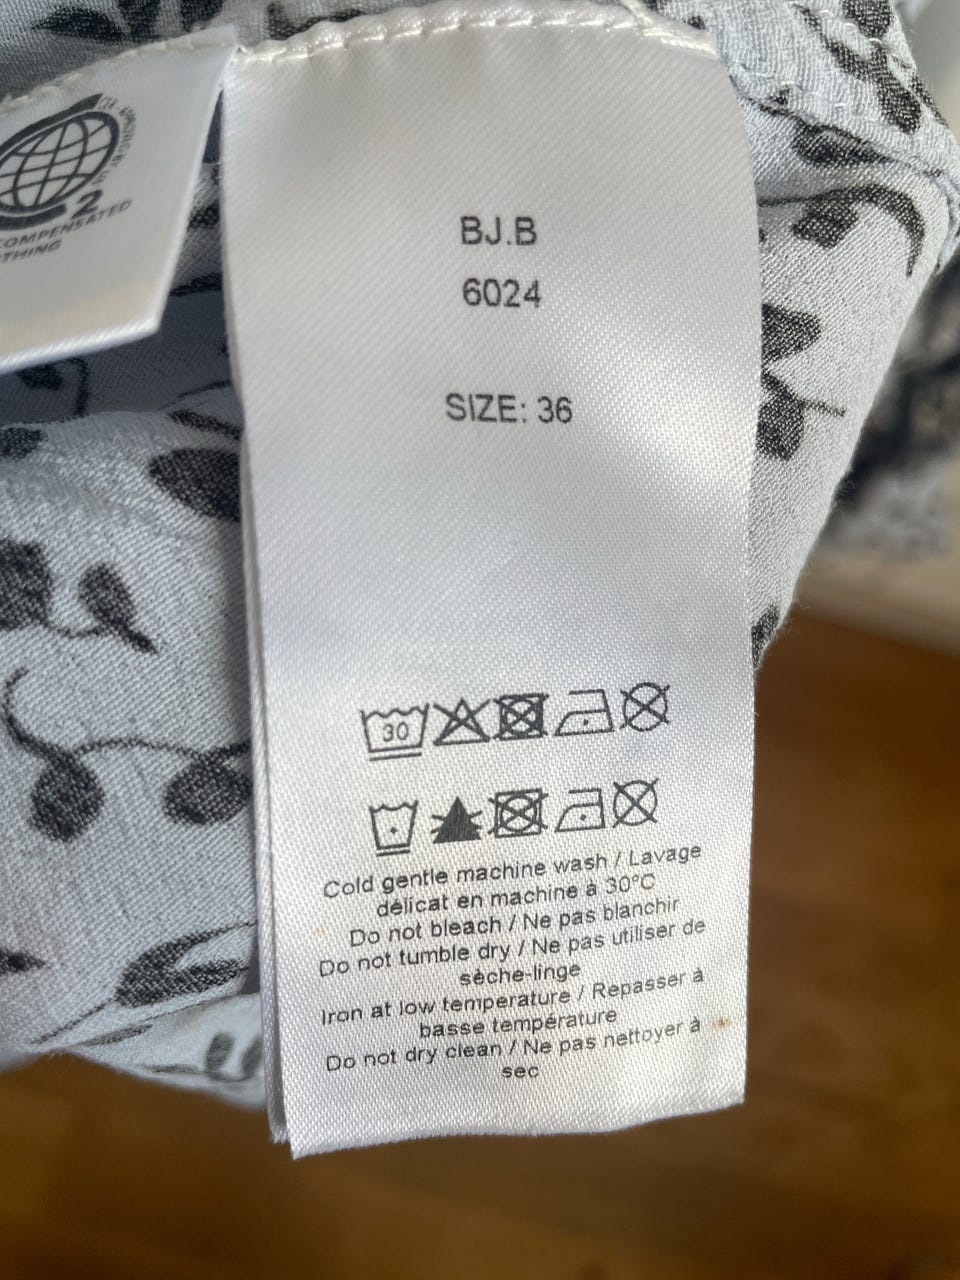 2
COMPENSATED
THING
BJ.B
6024
SIZE: 36
30
Cold gentle machine wash / Lavage
délicat en machine à 30°C
Do not bleach / Ne pas blanchir
Do not tumble dry / Ne pas utiliser de
sèche-linge
Iron at low temperature / Repasser à
basse température
Do not dry clean / Ne pas nettoyer à
sec